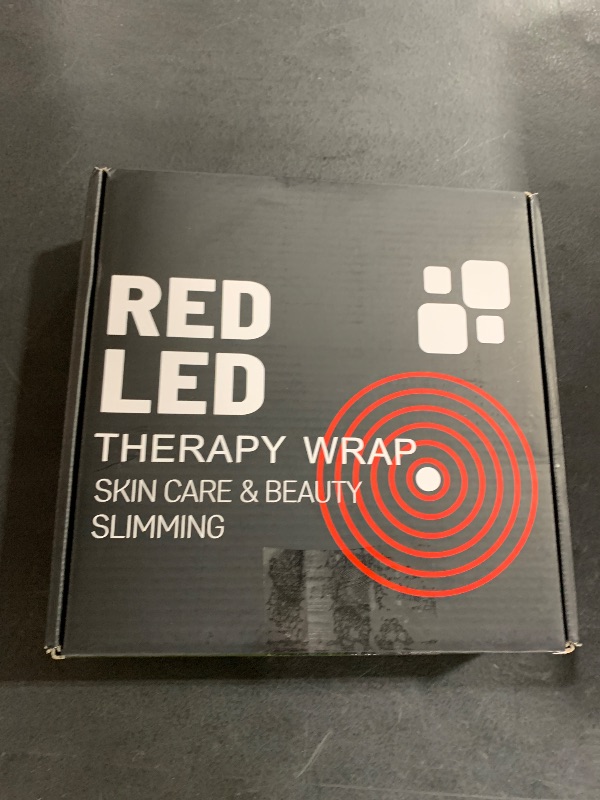 RED
LED
THERAPY WRAP
SKIN CARE & BEAUTY
SLIMMING